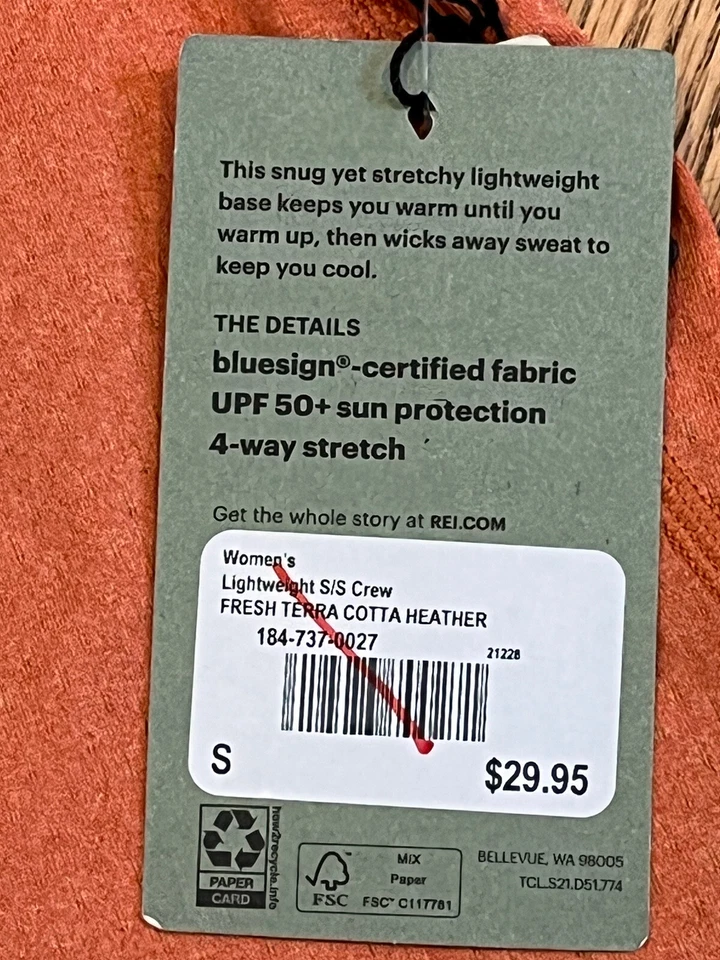 This snug yet stretchy lightweight
base keeps you warm until you
warm up, then wicks away sweat to
keep you cool.
THE DETAILS
bluesign®-certified fabric
UPF 50+ sun protection
4-way stretch
Get the whole story at REI.COM
Women's
Lightweight S/S Crew
FRESH TERRA COTTA HEATHER
184-737-0027
21228
S
$29.95
how2recycle.info
PAPER
CARD
FSC
MIX
Paper
FSC™ C117781
BELLEVUE, WA 98005
TCL.S21.D51.774